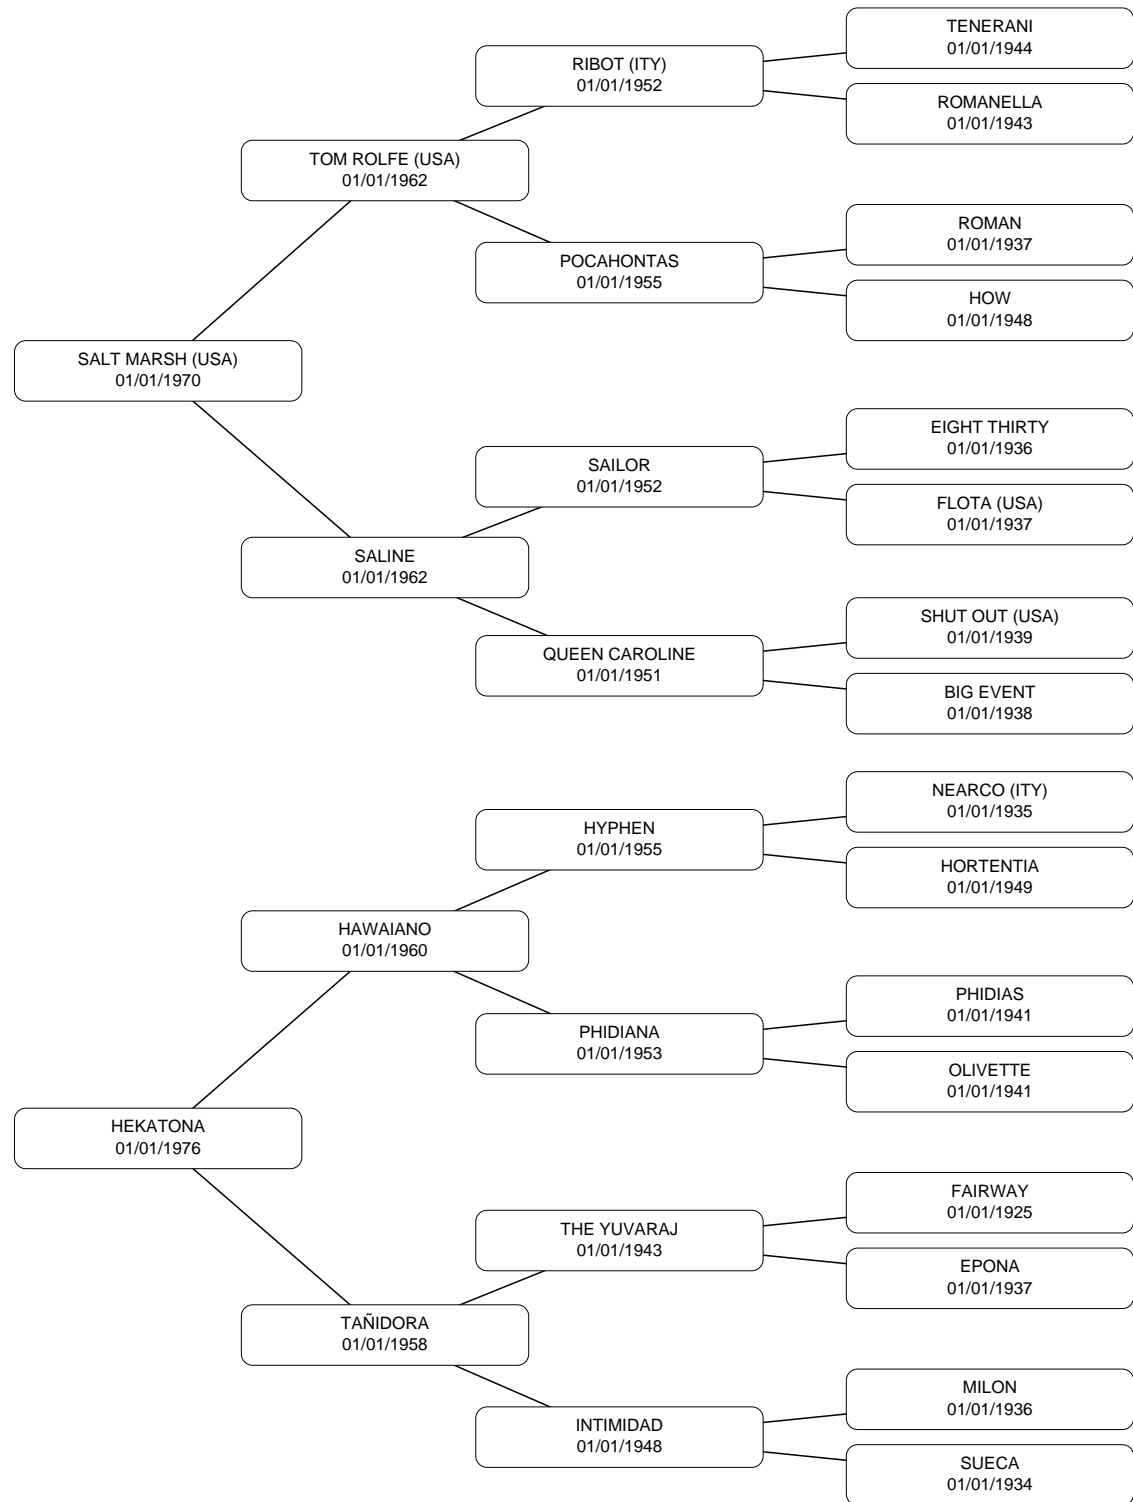 TENERANI
01/01/1944
RIBOT (ITY)
01/01/1952
ROMANELLA
01/01/1943
TOM ROLFE (USA)
01/01/1962
ROMAN
01/01/1937
POCAHONTAS
01/01/1955
HOW
01/01/1948
SALT MARSH (USA)
01/01/1970
EIGHT THIRTY
01/01/1936
SAILOR
01/01/1952
FLOTA (USA)
01/01/1937
SALINE
01/01/1962
SHUT OUT (USA)
01/01/1939
QUEEN CAROLINE
01/01/1951
BIG EVENT
01/01/1938
NEARCO (ITY)
01/01/1935
HYPHEN
01/01/1955
HORTENTIA
01/01/1949
HAWAIANO
01/01/1960
PHIDIAS
01/01/1941
PHIDIANA
01/01/1953
OLIVETTE
01/01/1941
HEKATONA
01/01/1976
FAIRWAY
01/01/1925
THE YUVARAJ
01/01/1943
EPONA
01/01/1937
TAÑIDORA
01/01/1958
MILON
01/01/1936
INTIMIDAD
01/01/1948
SUECA
01/01/1934